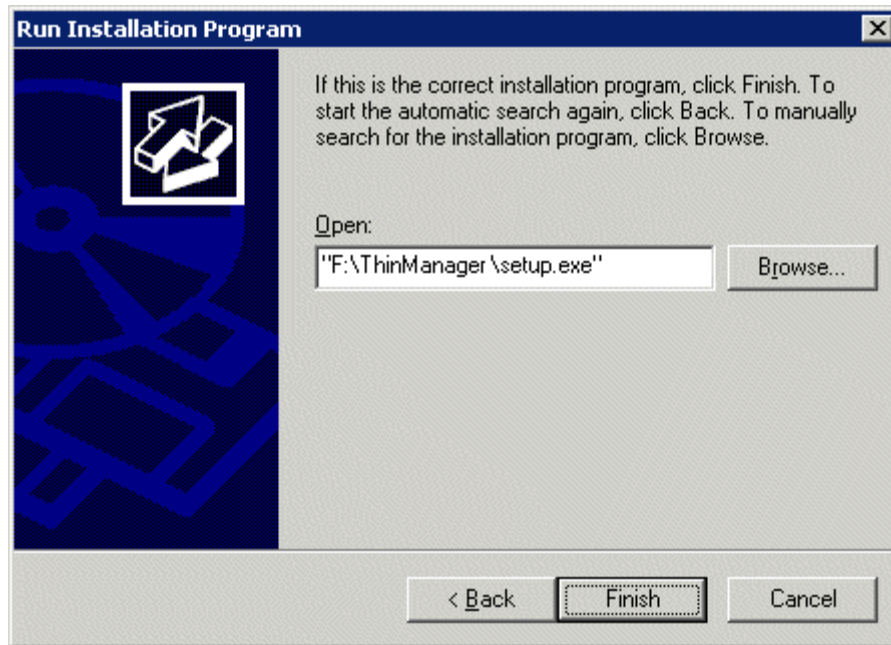 Run Installation Program
If this is the correct installation program, click Finish. To
start the automatic search again, click Back. To manually
search for the installation program, click Browse.
Open:
"F:\ThinManager\setup.exe"
Browse...
< Back
Finish
Cancel